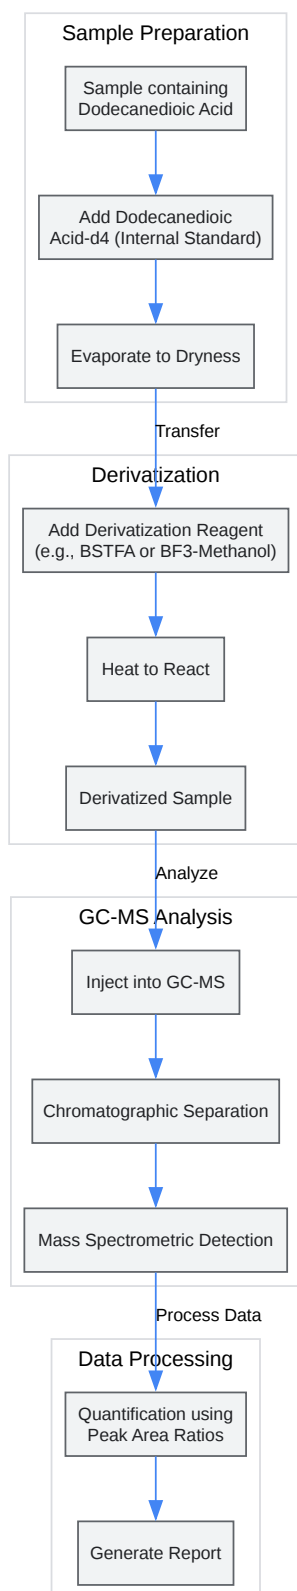 Sample Preparation
Sample containing
Dodecanedioic Acid
Add Dodecanedioic
Acid-d4 (Internal Standard)
Evaporate to Dryness
Transfer
Derivatization
Add Derivatization Reagent
(e.g., BSTFA or BF3-Methanol)
Heat to React
Derivatized Sample
Analyze
GC-MS Analysis
Inject into GC-MS
Chromatographic Separation
Mass Spectrometric Detection
Process Data
Data Processing
Quantification using
Peak Area Ratios
Generate Report